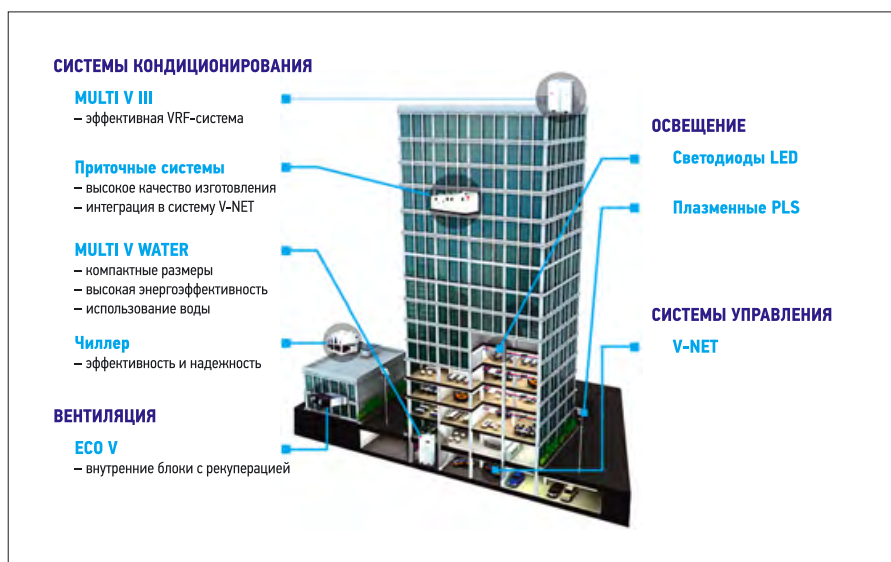 СИСТЕМЫ КОНДИЦИОНИРОВАНИЯ
MULTI V III
– эффективная VRF-система
Приточные системы
– высокое качество изготовления
– интеграция в систему V-NET
MULTI V WATER
– компактные размеры
– высокая энергоэффективность
– использование воды
Чиллер
– эффективность и надежность
ВЕНТИЛЯЦИЯ
ECO V
– внутренние блоки с рекуперацией
ОСВЕЩЕНИЕ
Светодиоды LED
Плазменные PLS
СИСТЕМЫ УПРАВЛЕНИЯ
V-NET